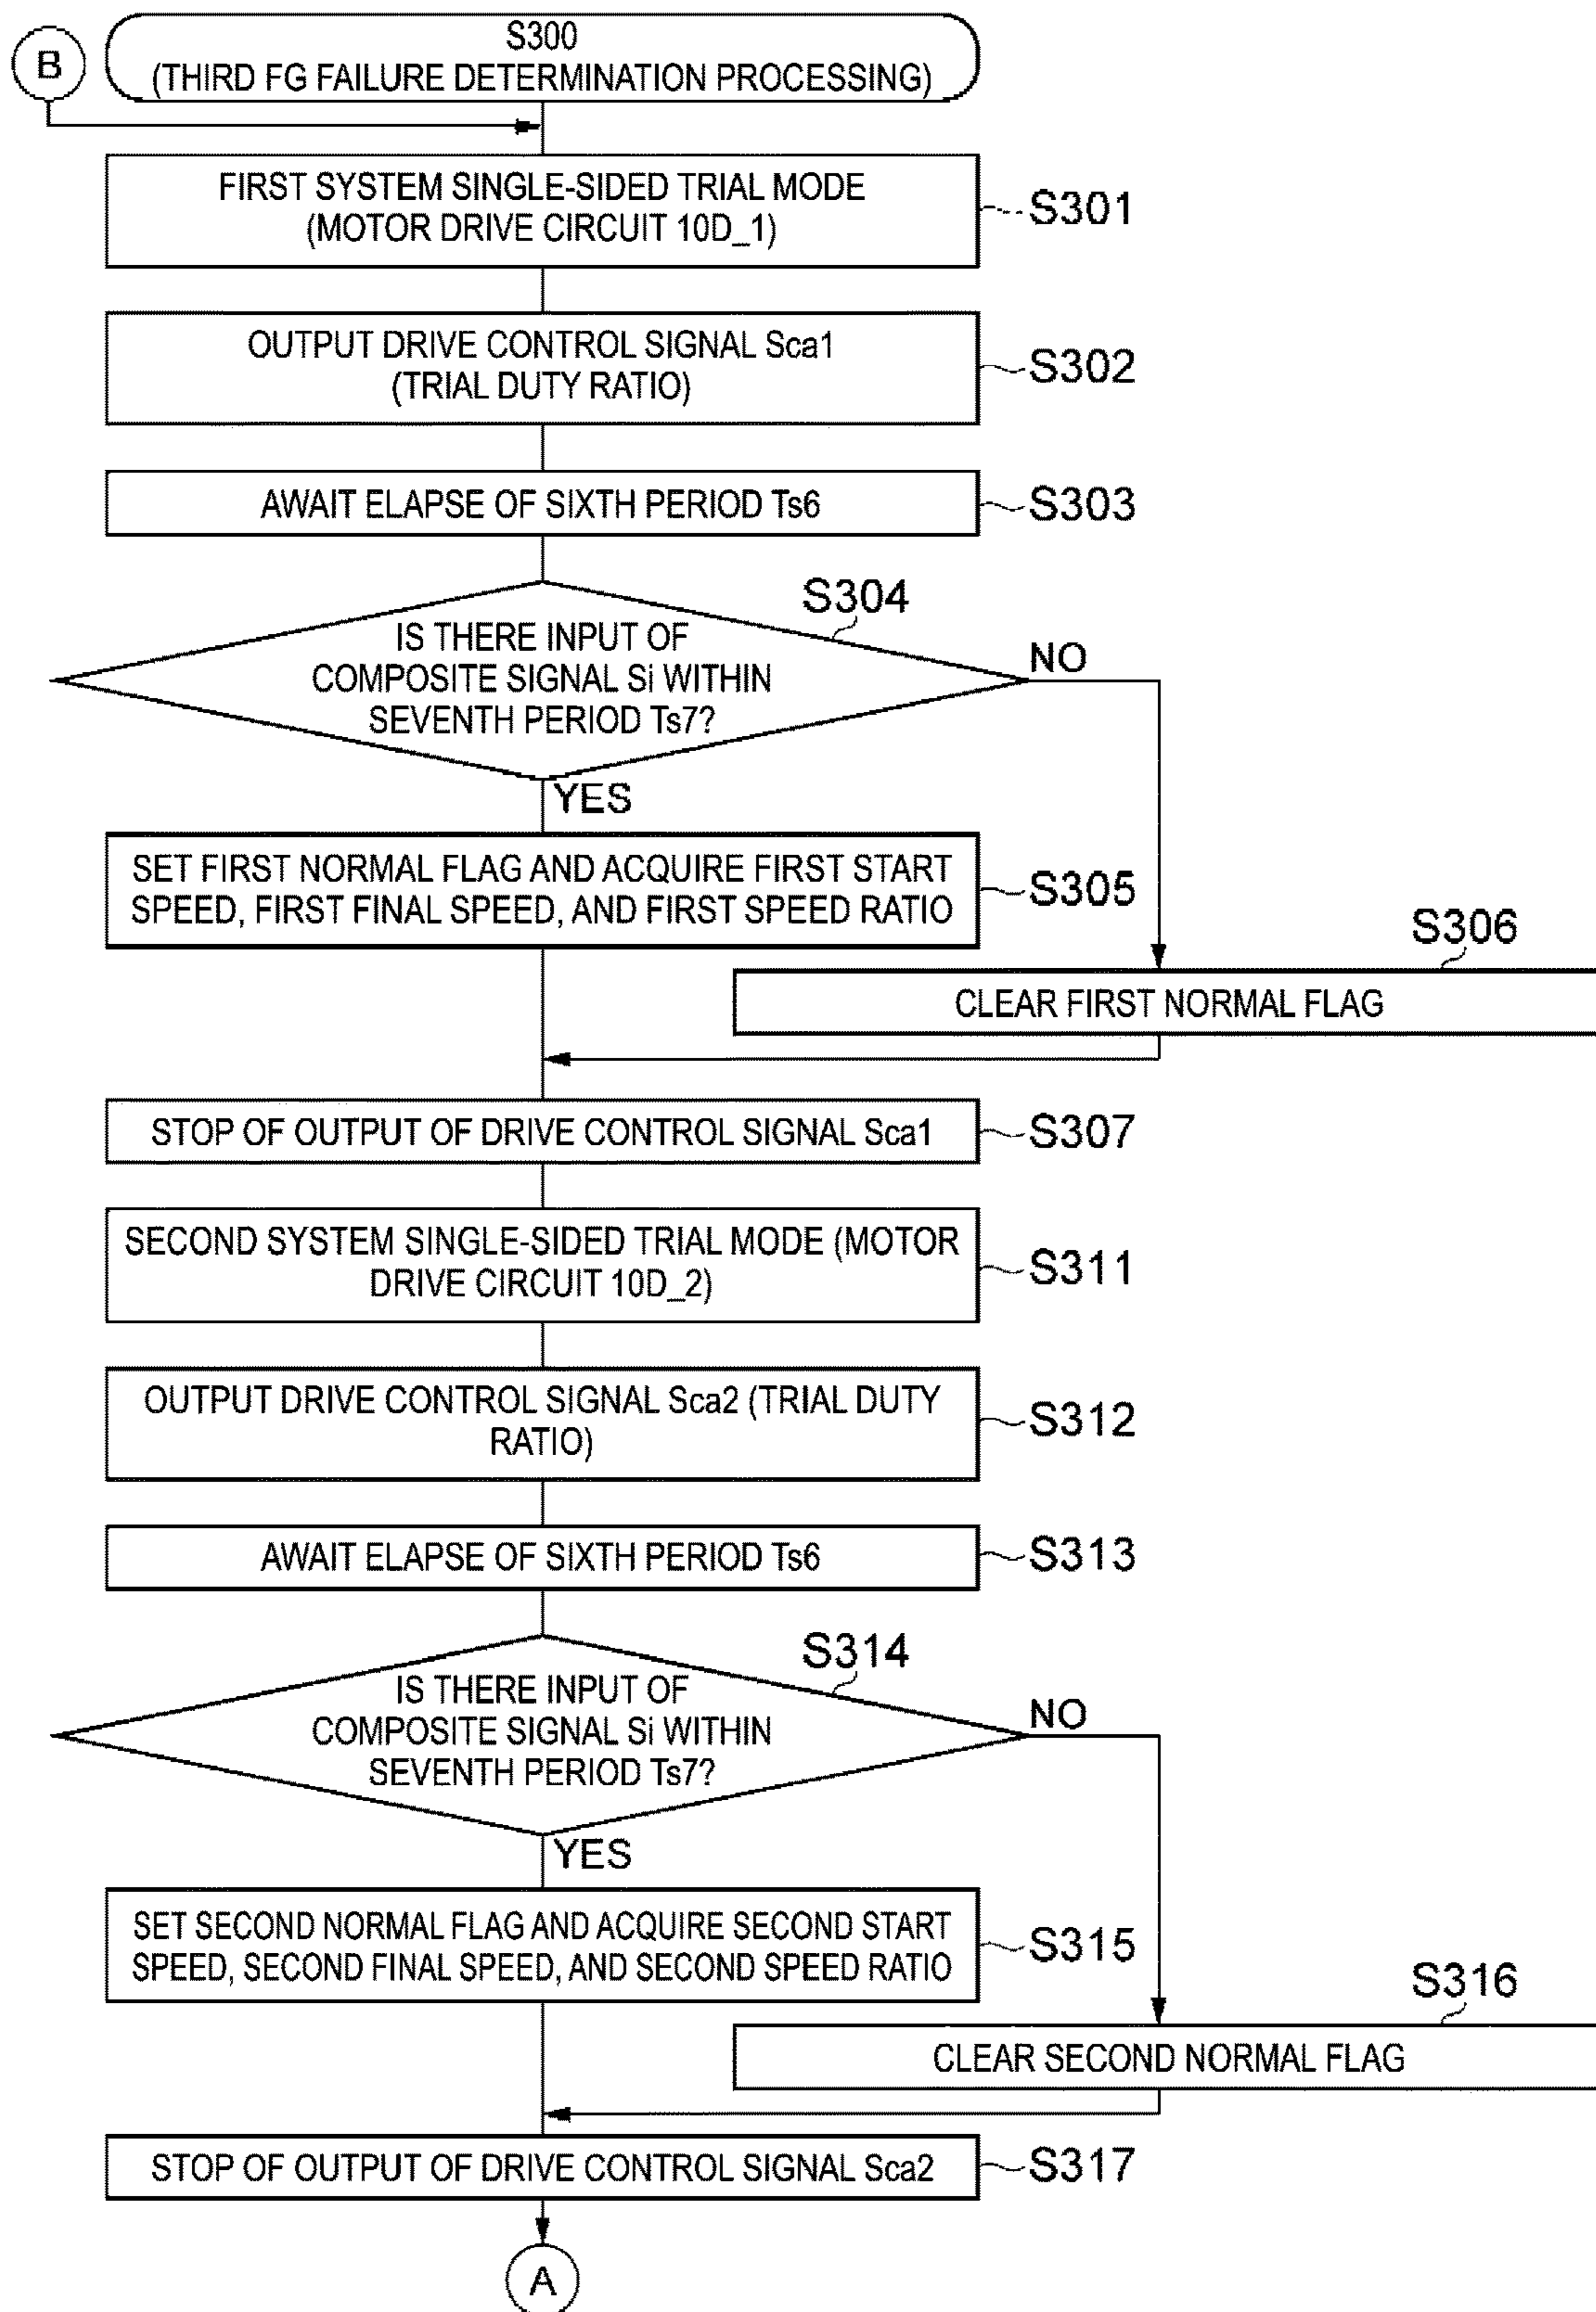 B
S300
(THIRD FG FAILURE DETERMINATION PROCESSING)
FIRST SYSTEM SINGLE-SIDED TRIAL MODE
(MOTOR DRIVE CIRCUIT 10D_1)
S301
OUTPUT DRIVE CONTROL SIGNAL Sca1
(TRIAL DUTY RATIO)
S302
AWAIT ELAPSE OF SIXTH PERIOD Ts6
S303
S304
IS THERE INPUT OF
COMPOSITE SIGNAL Si WITHIN
SEVENTH PERIOD Ts7?
NO
YES
SET FIRST NORMAL FLAG AND ACQUIRE FIRST START
SPEED, FIRST FINAL SPEED, AND FIRST SPEED RATIO
S305
S306
CLEAR FIRST NORMAL FLAG
STOP OF OUTPUT OF DRIVE CONTROL SIGNAL Sca1
S307
SECOND SYSTEM SINGLE-SIDED TRIAL MODE (MOTOR
DRIVE CIRCUIT 10D_2)
S311
OUTPUT DRIVE CONTROL SIGNAL Sca2 (TRIAL DUTY
RATIO)
S312
AWAIT ELAPSE OF SIXTH PERIOD Ts6
S313
S314
IS THERE INPUT OF
COMPOSITE SIGNAL Si WITHIN
SEVENTH PERIOD Ts7?
NO
YES
SET SECOND NORMAL FLAG AND ACQUIRE SECOND START
SPEED, SECOND FINAL SPEED, AND SECOND SPEED RATIO
S315
S316
CLEAR SECOND NORMAL FLAG
STOP OF OUTPUT OF DRIVE CONTROL SIGNAL Sca2
S317
A